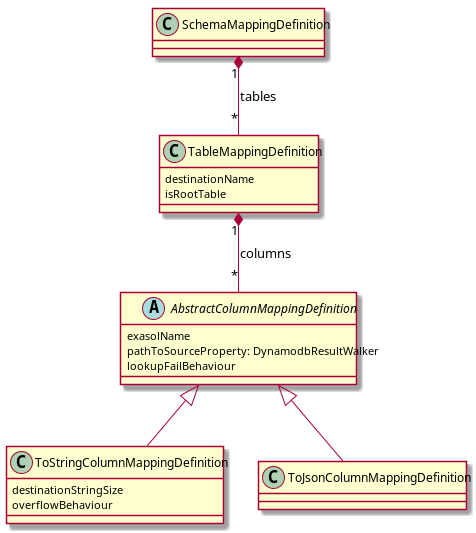 C SchemaMappingDefinition
1
tables
*
C TableMappingDefinition
destinationName
isRootTable
1
columns
*
A AbstractColumnMappingDefinition
exasolName
pathToSourceProperty: DynamodbResultWalker
lookupFailBehaviour
C ToStringColumnMappingDefinition
destinationStringSize
overflowBehaviour
C ToJsonColumnMappingDefinition